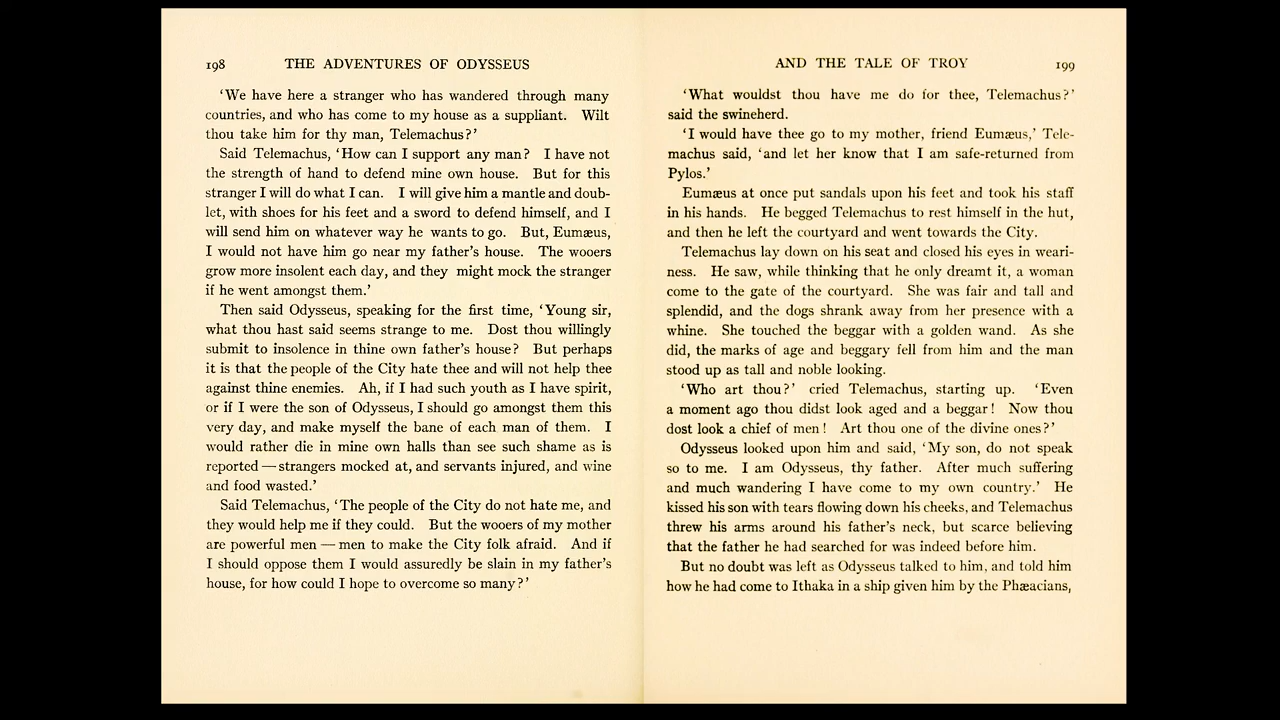 198 THE ADVENTURES OF ODYSSEUS
‘We have here a stranger who has wandered through many
countries, and who has come to my house as a suppliant. Wilt
thou take him for thy man, Telemachus?’
Said Telemachus, ‘How can I support any man? I have not
the strength of hand to defend mine own house. But for this
stranger I will do what I can. I will give him a mantle and doub-
let, with shoes for his feet and a sword to defend himself, and I
will send him on whatever way he wants to go. But, Eumæus,
I would not have him go near my father’s house. The wooers
grow more insolent each day, and they might mock the stranger
if he went amongst them.’
Then said Odysseus, speaking for the first time, ‘Young sir,
what thou hast said seems strange to me. Dost thou willingly
submit to insolence in thine own father’s house? But perhaps
it is that the people of the City hate thee and will not help thee
against thine enemies. Ah, if I had such youth as I have spirit,
or if I were the son of Odysseus, I should go amongst them this
very day, and make myself the bane of each man of them. I
would rather die in mine own halls than see such shame as is
reported — strangers mocked at, and servants injured, and wine
and food wasted.’
Said Telemachus, ‘The people of the City do not hate me, and
they would help me if they could. But the wooers of my mother
are powerful men — men to make the City folk afraid. And if
I should oppose them I would assuredly be slain in my father’s
house, for how could I hope to overcome so many?’
AND THE TALE OF TROY 199
‘What wouldst thou have me do for thee, Telemachus?’
said the swineherd.
‘I would have thee go to my mother, friend Eumæus,’ Tele-
machus said, ‘and let her know that I am safe-returned from
Pylos.’
Eumæus at once put sandals upon his feet and took his staff
in his hands. He begged Telemachus to rest himself in the hut,
and then he left the courtyard and went towards the City.
Telemachus lay down on his seat and closed his eyes in weari-
ness. He saw, while thinking that he only dreamt it, a woman
come to the gate of the courtyard. She was fair and tall and
splendid, and the dogs shrank away from her presence with a
whine. She touched the beggar with a golden wand. As she
did, the marks of age and beggary fell from him and the man
stood up as tall and noble looking.
‘Who art thou?’ cried Telemachus, starting up. ‘Even
a moment ago thou didst look aged and a beggar! Now thou
dost look a chief of men! Art thou one of the divine ones?’
Odysseus looked upon him and said, ‘My son, do not speak
so to me. I am Odysseus, thy father. After much suffering
and much wandering I have come to my own country.’ He
kissed his son with tears flowing down his cheeks, and Telemachus
threw his arms around his father’s neck, but scarce believing
that the father he had searched for was indeed before him.
But no doubt was left as Odysseus talked to him, and told him
how he had come to Ithaka in a ship given him by the Phæacians,